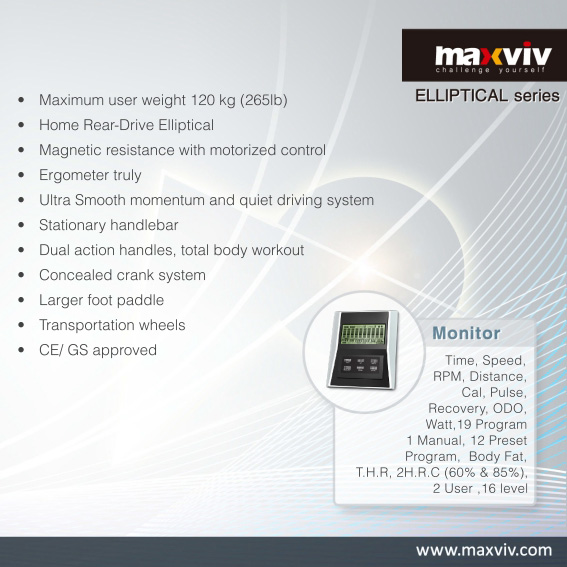 maxviv
challenge yourself
ELLIPTICAL series
• Maximum user weight 120 kg (265lb)
• Home Rear-Drive Elliptical
• Magnetic resistance with motorized control
• Ergometer truly
• Ultra Smooth momentum and quiet driving system
• Stationary handlebar
• Dual action handles, total body workout
• Concealed crank system
• Larger foot paddle
• Transportation wheels
• CE/ GS approved
Monitor
Time, Speed,
RPM, Distance,
Cal, Pulse,
Recovery, ODO,
Watt,19 Program
1 Manual, 12 Preset
Program, Body Fat,
T.H.R, 2H.R.C (60% & 85%),
2 User ,16 level
www.maxviv.com